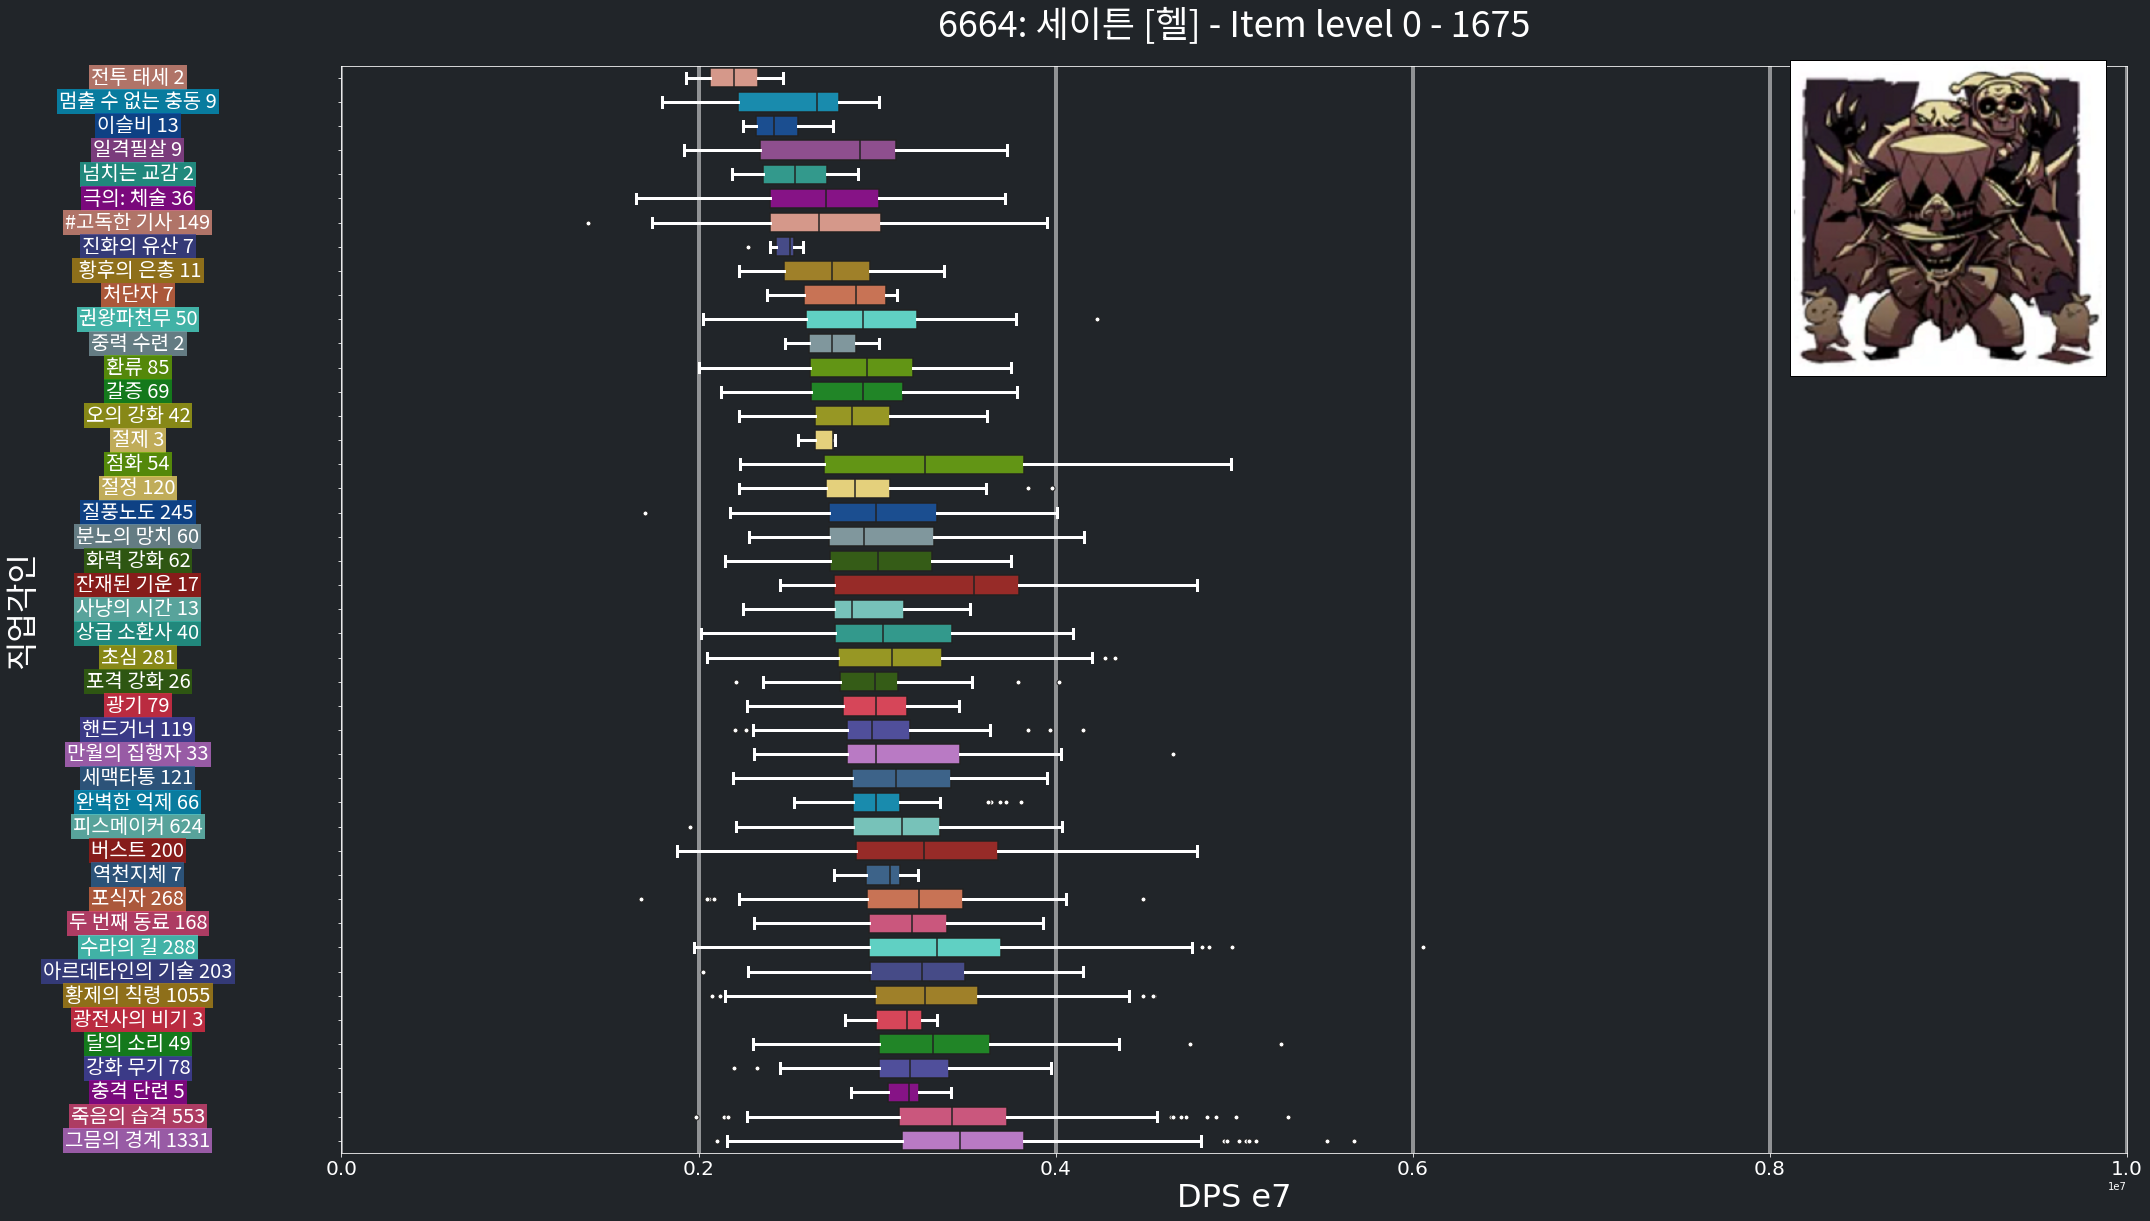 6664: 세이튼 [헬] - Item level 0 - 1675
직업각인
전투 태세 2
멈출 수 없는 충동 9
이슬비 13
일격필살 9
넘치는 교감 2
극의: 체술 36
#고독한 기사 149
진화의 유산 7
황후의 은총 11
처단자 7
권왕파천무 50
중력 수련 2
환류 85
갈증 69
오의 강화 42
절제 3
점화 54
절정 120
질풍노도 245
분노의 망치 60
화력 강화 62
잔재된 기운 17
사냥의 시간 13
상급 소환사 40
초심 281
포격 강화 26
광기 79
핸드거너 119
만월의 집행자 33
세맥타통 121
완벽한 억제 66
피스메이커 624
버스트 200
역천지체 7
포식자 268
두 번째 동료 168
수라의 길 288
아르데타인의 기술 203
황제의 칙령 1055
광전사의 비기 3
달의 소리 49
강화 무기 78
충격 단련 5
죽음의 습격 553
그믐의 경계 1331
0.0 0.2 0.4 0.6 0.8 1.0
1e7
DPS e7